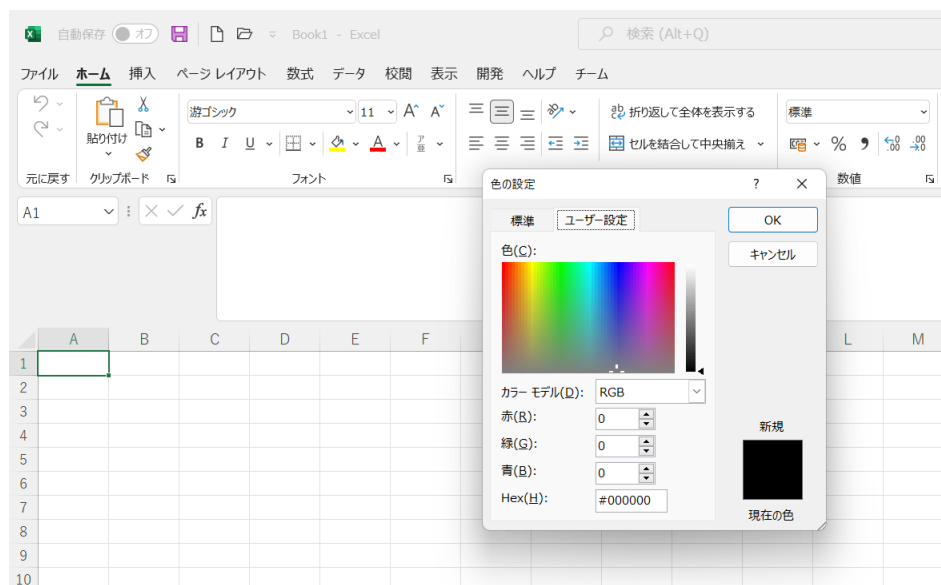 自動保存 オフ Book1 - Excel 検索 (Alt+Q)
ファイル ホーム 挿入 ページ レイアウト 数式 データ 校閲 表示 開発 ヘルプ チーム
游ゴシック 11 A^ Aˇ ab 折り返して全体を表示する 標準
貼り付け B I U A ア亜 セルを結合して中央揃え % 9 .00 .00
元に戻す クリップボード フォント 数値
色の設定 ? ×
A1 fx
標準 ユーザー設定 OK
色(C): キャンセル
A B C D E F L M
1
2
3
4
5
6
7
8
9
10
カラー モデル(D): RGB
赤(R): 0
緑(G): 0
青(B): 0
Hex(H): #000000
新規
現在の色